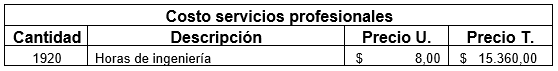 Costo servicios profesionales
Cantidad Descripción Precio U. Precio T.
1920 Horas de ingeniería $ 8,00 $ 15.360,00